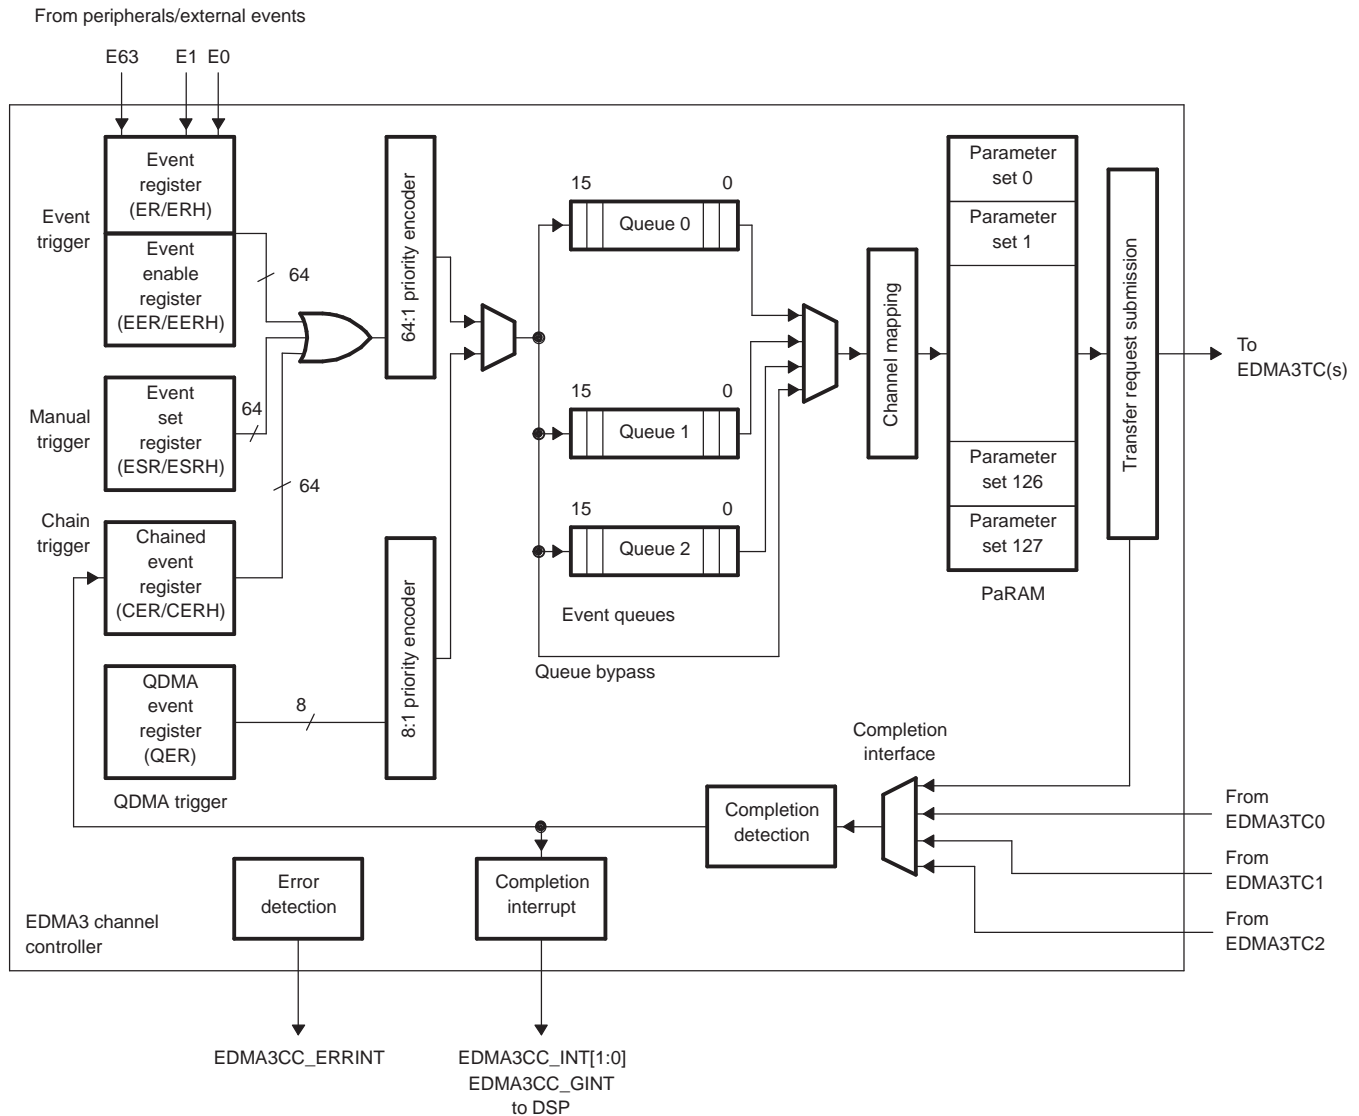 From peripherals/external events
E63
E1
E0
Event
trigger
Event
register
(ER/ERH)
Event
enable
register
(EER/EERH)
64
Manual
trigger
Event
set
register
(ESR/ESRH)
64
Chain
trigger
Chained
event
register
(CER/CERH)
64
QDMA
event
register
(QER)
8
QDMA trigger
64:1 priority encoder
8:1 priority encoder
15
0
Queue 0
15
0
Queue 1
15
0
Queue 2
Event queues
Queue bypass
Channel mapping
Parameter
set 0
Parameter
set 1
Parameter
set 126
Parameter
set 127
PaRAM
Transfer request submission
To
EDMA3TC(s)
Completion
interface
Completion
detection
From
EDMA3TC0
From
EDMA3TC1
From
EDMA3TC2
Error
detection
Completion
interrupt
EDMA3 channel
controller
EDMA3CC_ERRINT
EDMA3CC_INT[1:0]
EDMA3CC_GINT
to DSP